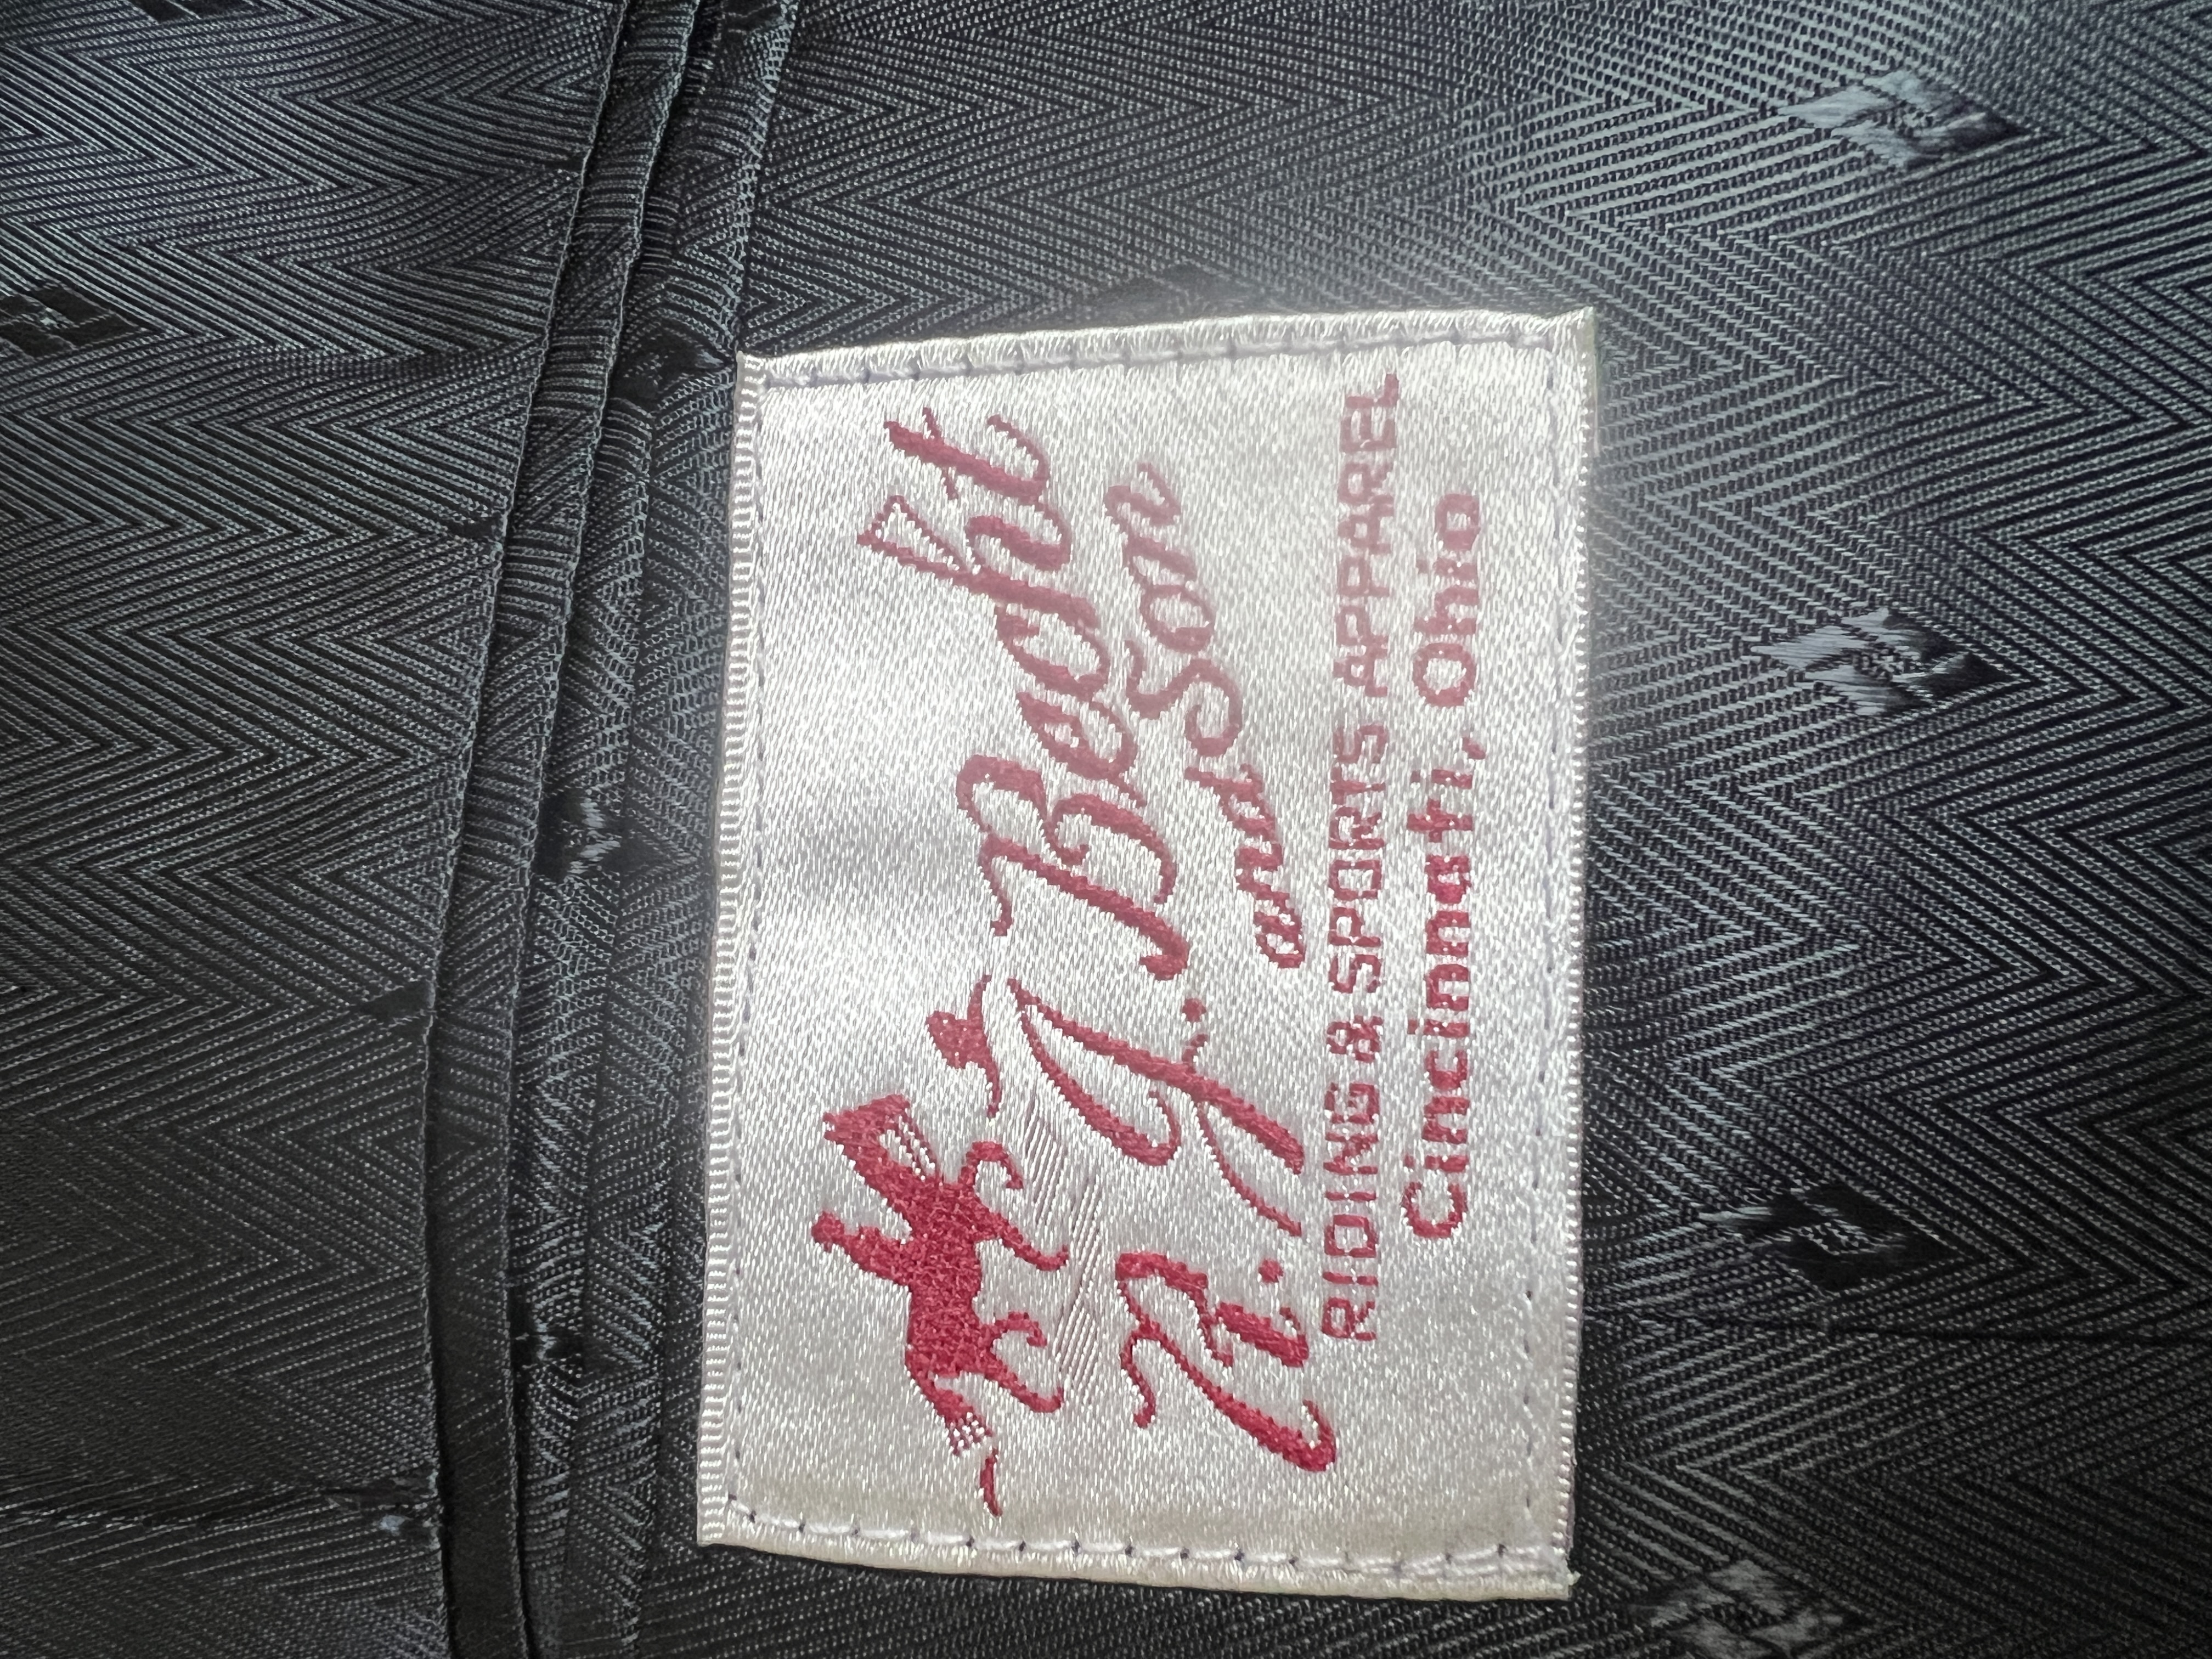 J. Becht
and Son
RIDING & SPORTS APPAREL
Cincinnati, Ohio